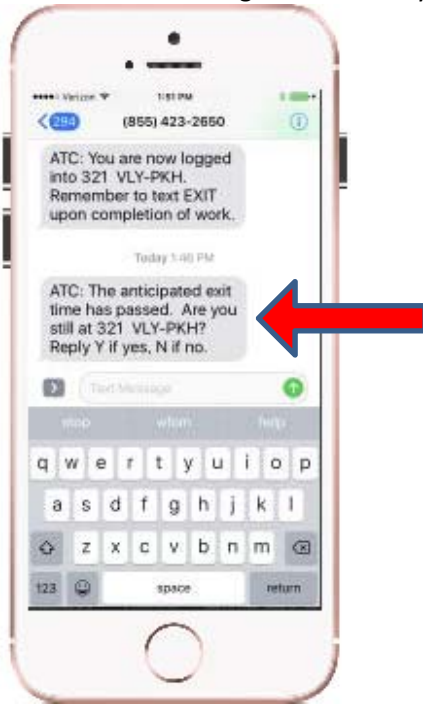 Verizon 1:51 PM
294 (855) 423-2650
ATC: You are now logged
into 321 VLY-PKH.
Remember to text EXIT
upon completion of work.
Today 1:46 PM
ATC: The anticipated exit
time has passed. Are you
still at 321 VLY-PKH?
Reply Y if yes, N if no.
Text Message
stop whom help
q w e r t y u i o p
a s d f g h j k l
z x c v b n m
123 space return